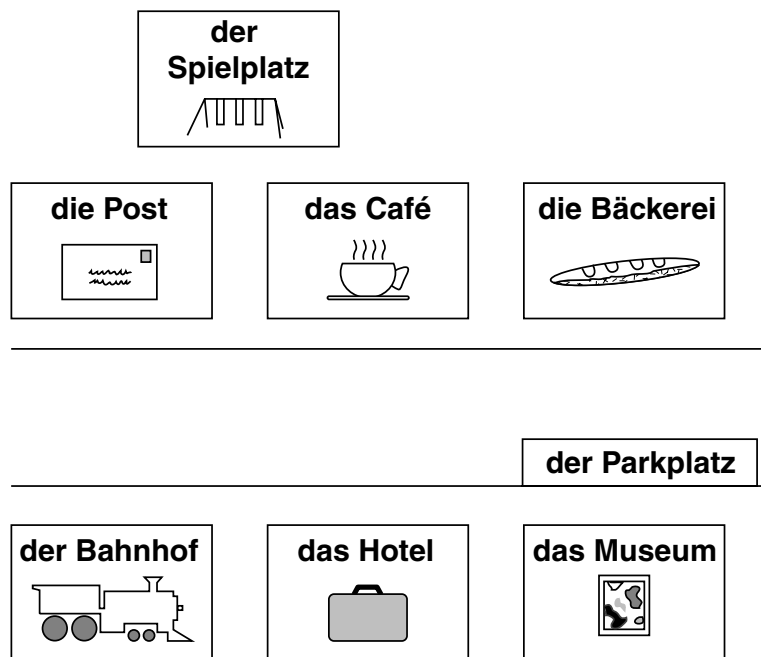 der
Spielplatz
die Post
das Café
die Bäckerei
der Parkplatz
der Bahnhof
das Hotel
das Museum